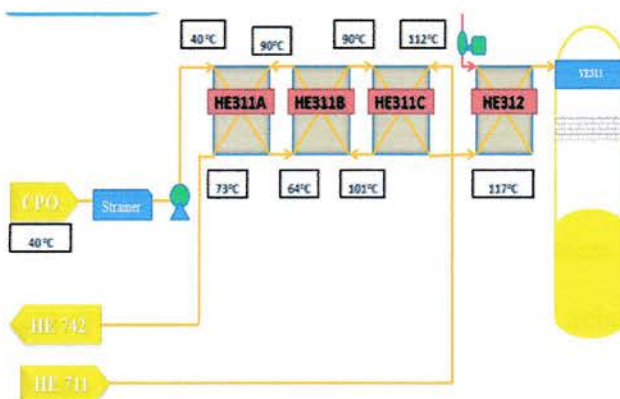 40°C
90°C
90°C
112°C
HE311A
HE311B
HE311C
HE312
VE311
73°C
64°C
101°C
117°C
CPO
Strainer
40°C
HE 742
HE 711